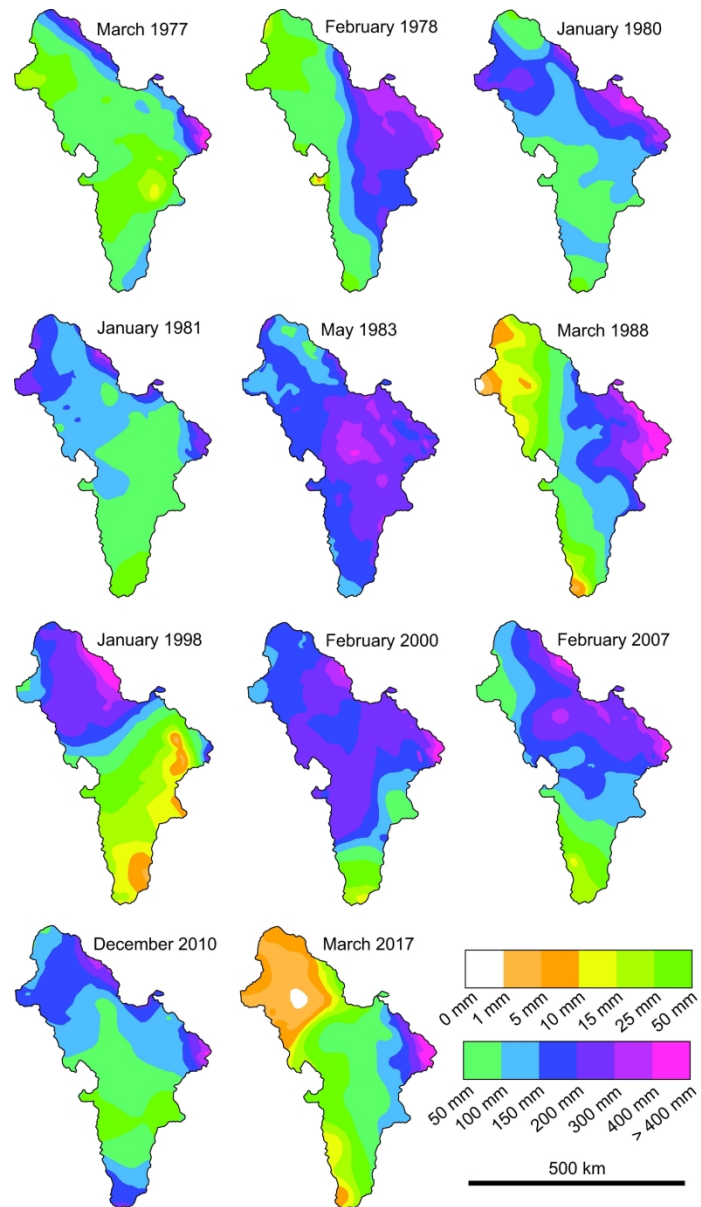 March 1977
February 1978
January 1980
January 1981
May 1983
March 1988
January 1998
February 2000
February 2007
December 2010
March 2017
0 mm
1 mm
5 mm
10 mm
15 mm
25 mm
50 mm
50 mm
100 mm
150 mm
200 mm
300 mm
400 mm
> 400 mm
500 km